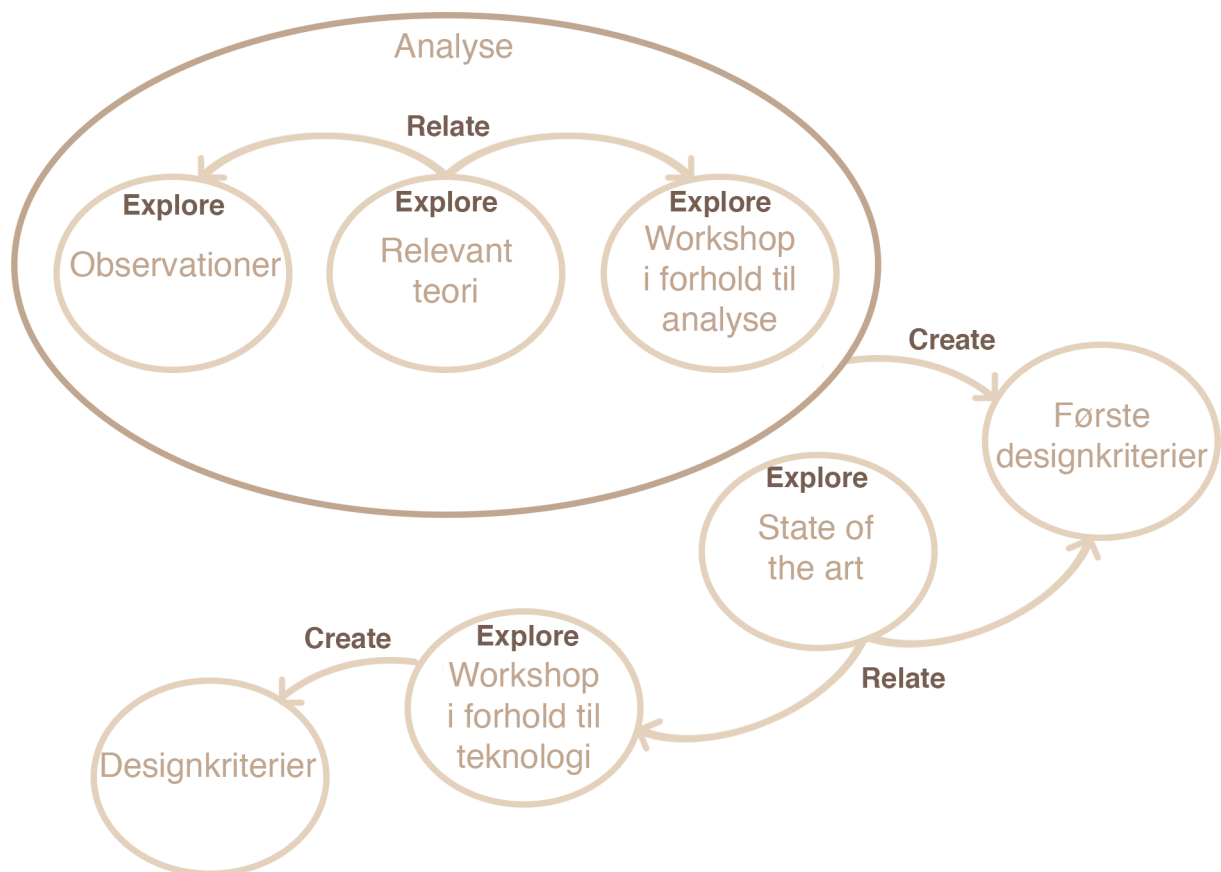 Analyse
Relate
Explore
Observationer
Explore
Relevant
teori
Explore
Workshop
i forhold til
analyse
Create
Første
designkriterier
Explore
State of
the art
Relate
Explore
Workshop
i forhold til
teknologi
Create
Designkriterier